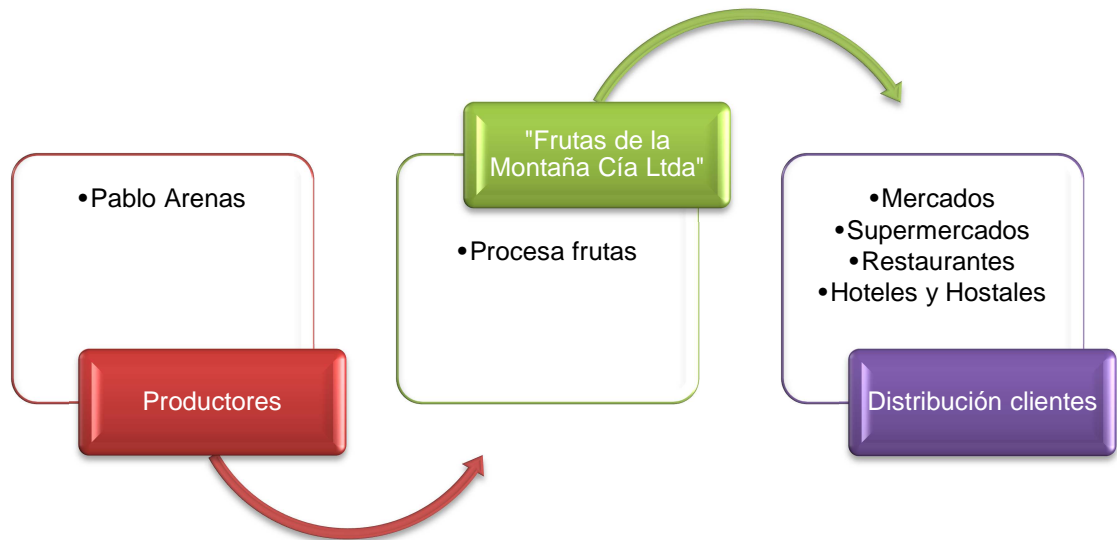 •Pablo Arenas
Productores
"Frutas de la
Montaña Cía Ltda"
•Procesa frutas
•Mercados
•Supermercados
•Restaurantes
•Hoteles y Hostales
Distribución clientes